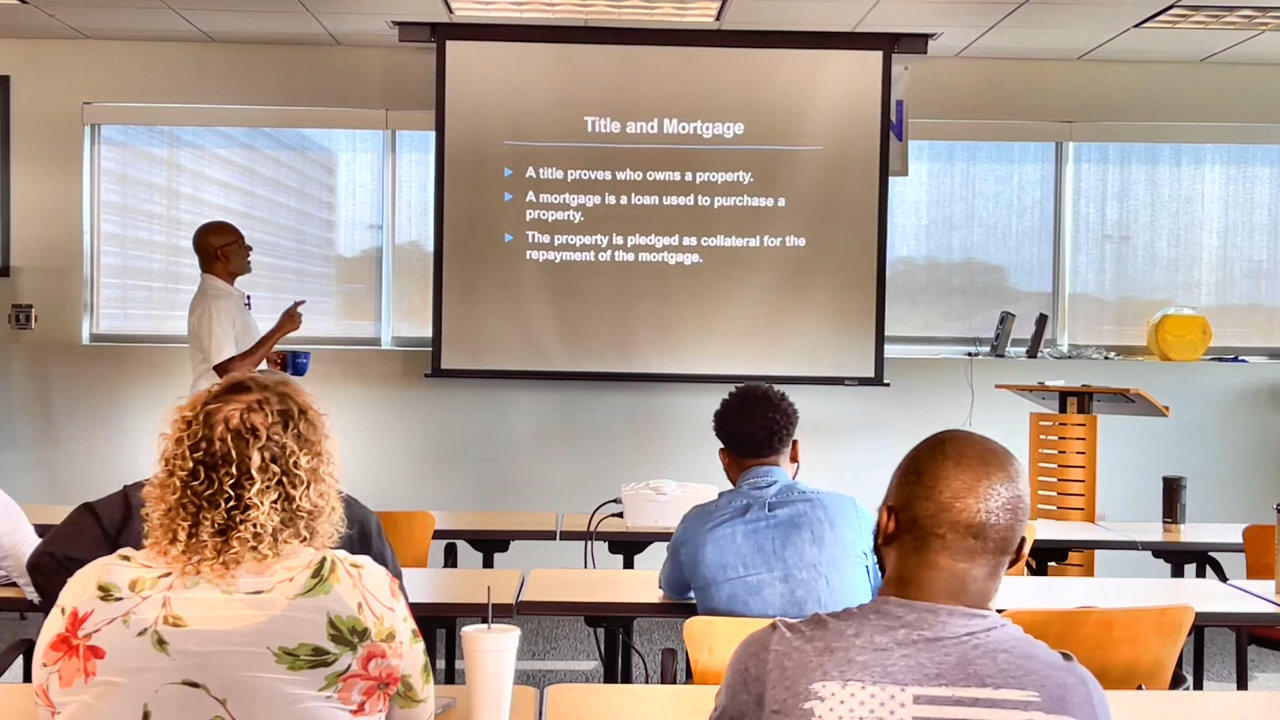 Title and Mortgage
A title proves who owns a property.
A mortgage is a loan used to purchase a
property.
The property is pledged as collateral for the
repayment of the mortgage.